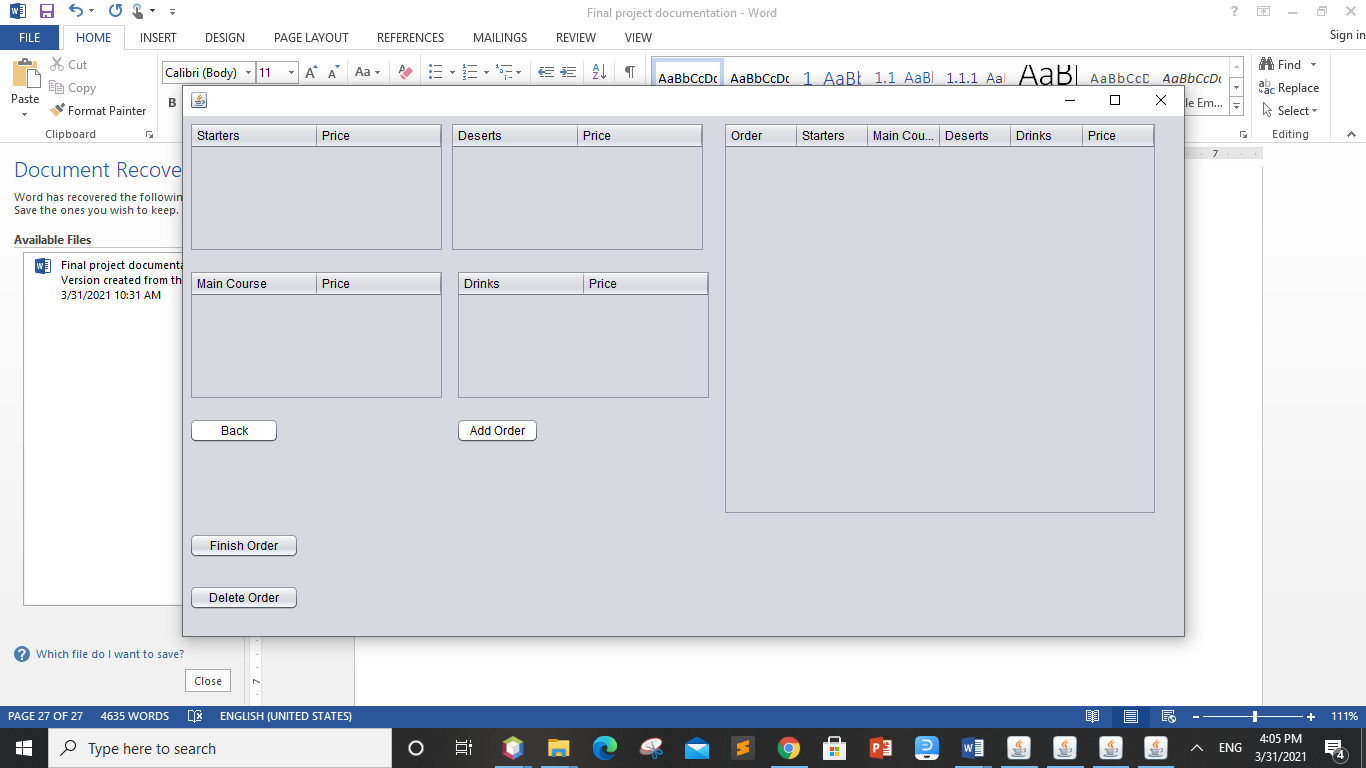 Final project documentation - Word
?
Sign in
FILE
HOME
INSERT
DESIGN
PAGE LAYOUT
REFERENCES
MAILINGS
REVIEW
VIEW
Paste
Cut
Copy
Format Painter
Clipboard
Calibri (Body)
11
Aa
B
AaBbCcDc
AaBbCcDc
1 AaBb
1.1 AaBb
1.1.1 Aa
AaB
AaBbCcD
AaBbCcDc
le Em...
Find
Replace
Select
Editing
7
Document Recove
Word has recovered the followin
Save the ones you wish to keep.
Available Files
Final project documenta
Version created from th
3/31/2021 10:31 AM
Starters Price
Deserts Price
Main Course Price
Drinks Price
Order Starters Main Cou... Deserts Drinks Price
Back
Add Order
Finish Order
Delete Order
? Which file do I want to save?
Close
7
PAGE 27 OF 27
4635 WORDS
ENGLISH (UNITED STATES)
111%
Type here to search
ENG
4:05 PM
3/31/2021
4